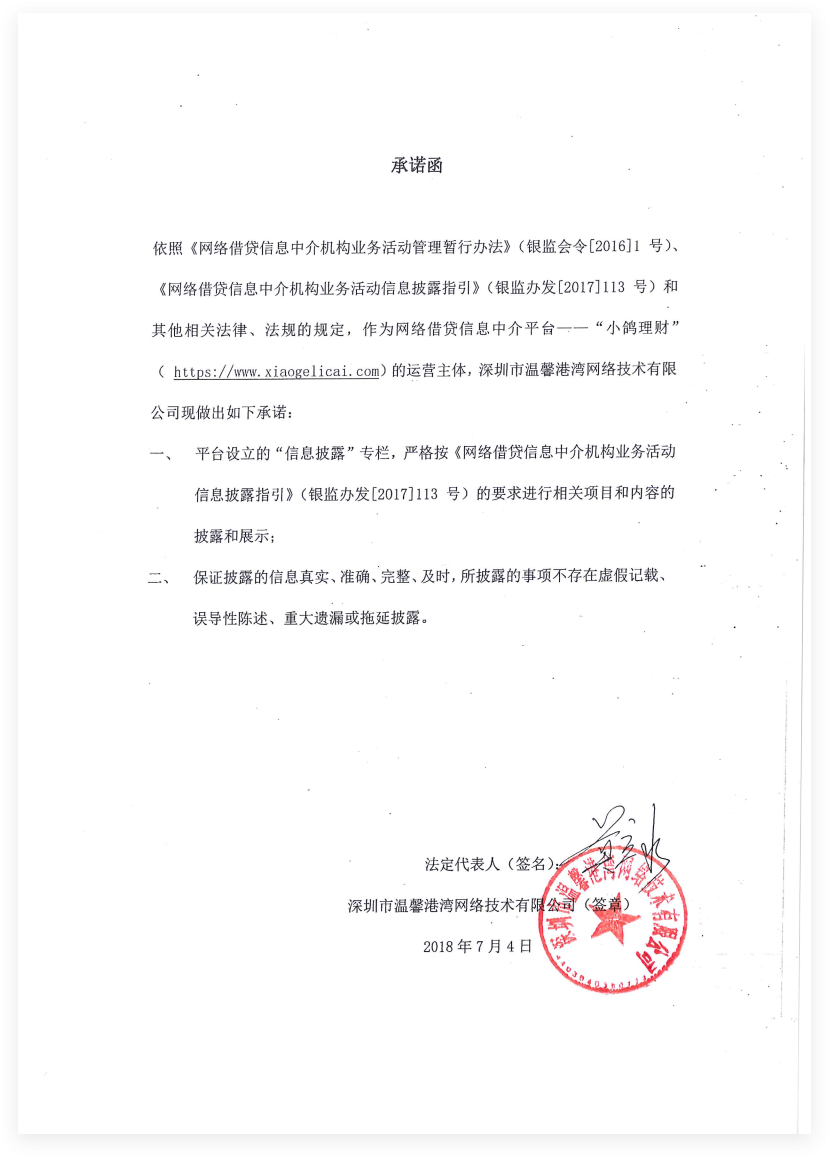 承诺函
依照《网络借贷信息中介机构业务活动管理暂行办法》（银监会令[2016]1 号）、
《网络借贷信息中介机构业务活动信息披露指引》（银监办发[2017]113 号）和
其他相关法律、法规的规定，作为网络借贷信息中介平台——“小鸽理财”
（ https://www.xiaogelicai.com）的运营主体，深圳市温馨港湾网络技术有限
公司现做出如下承诺：
一、 平台设立的“信息披露”专栏，严格按《网络借贷信息中介机构业务活动
信息披露指引》（银监办发[2017]113 号）的要求进行相关项目和内容的
披露和展示；
二、 保证披露的信息真实、准确、完整、及时，所披露的事项不存在虚假记载、
误导性陈述、重大遗漏或拖延披露。
法定代表人（签名）：
深圳市温馨港湾网络技术有限公司（签章）
2018 年 7 月 4 日
深圳市温馨港湾网络技术有限公司